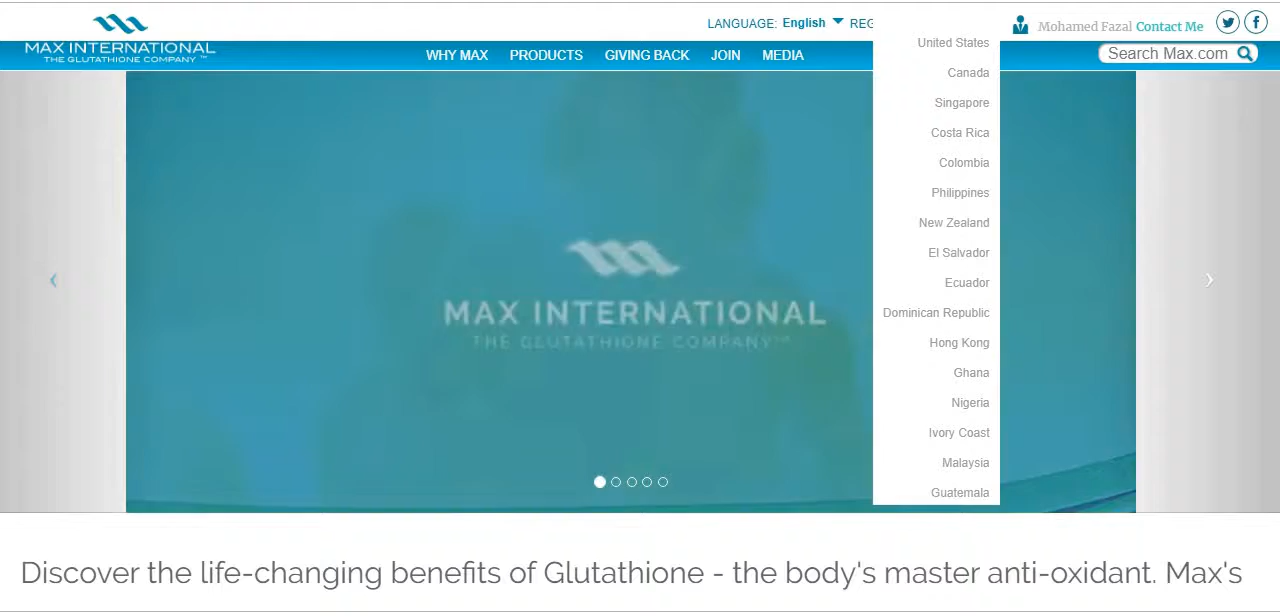 LANGUAGE: English REG
Mohamed Fazal Contact Me
MAX INTERNATIONAL
THE GLUTATHIONE COMPANY ™
WHY MAX PRODUCTS GIVING BACK JOIN MEDIA
Search Max.com
United States
Canada
Singapore
Costa Rica
Colombia
Philippines
New Zealand
El Salvador
Ecuador
Dominican Republic
Hong Kong
Ghana
Nigeria
Ivory Coast
Malaysia
Guatemala
MAX INTERNATIONAL
THE GLUTATHIONE COMPANY™
Discover the life-changing benefits of Glutathione - the body's master anti-oxidant. Max's